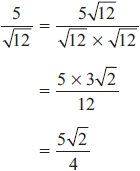 5/√12 = 5√12/(√12 × √12)
= (5 × 3√2)/12
= 5√2/4